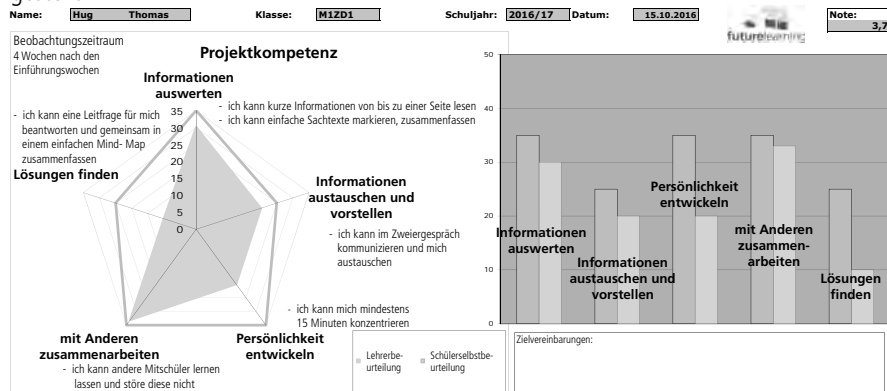 Name: Hug Thomas Klasse: M1ZD1 Schuljahr: 2016/17 Datum: 15.10.2016 Note: 3,7
futurelearning
Beobachtungszeitraum
4 Wochen nach den
Einführungswochen
Projektkompetenz
Informationen
auswerten
- ich kann kurze Informationen von bis zu einer Seite lesen
- ich kann einfache Sachtexte markieren, zusammenfassen
- ich kann eine Leitfrage für mich
beantworten und gemeinsam in
einem einfachen Mind- Map
zusammenfassen
Lösungen finden
35
30
25
20
15
10
5
0
Informationen
austauschen und
vorstellen
- ich kann im Zweiergespräch
kommunizieren und mich
austauschen
- ich kann mich mindestens
15 Minuten konzentrieren
Persönlichkeit
entwickeln
mit Anderen
zusammenarbeiten
- ich kann andere Mitschüler lernen
lassen und störe diese nicht
Lehrerbe-
urteilung
Schülerselbstbe-
urteilung
50
40
30
20
10
0
Informationen
auswerten
Informationen
austauschen und
vorstellen
Persönlichkeit
entwickeln
mit Anderen
zusammen-
arbeiten
Lösungen
finden
Zielvereinbarungen: